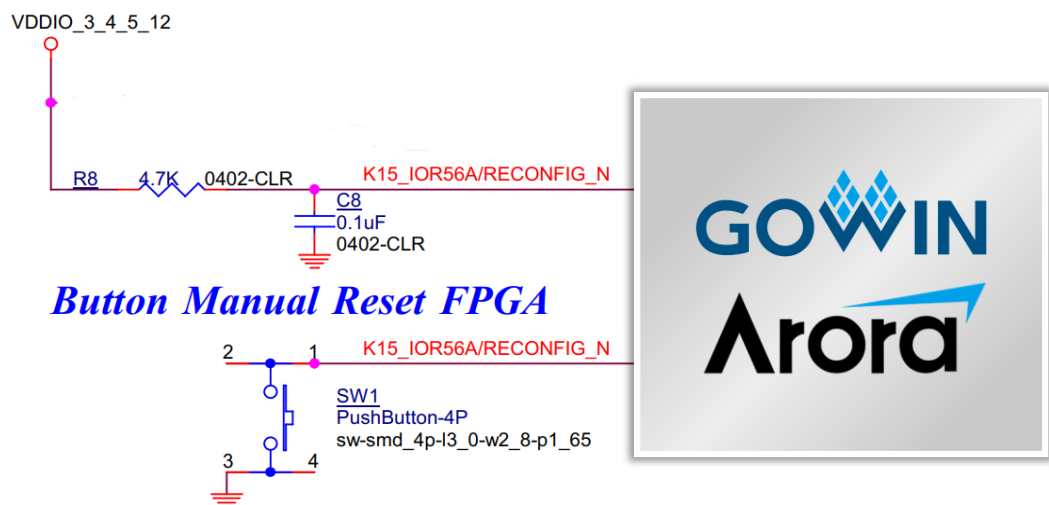 VDDIO_3_4_5_12
R8 4.7K 0402-CLR K15_IOR56A/RECONFIG_N
C8
0.1uF
0402-CLR
Button Manual Reset FPGA
2 1 K15_IOR56A/RECONFIG_N
SW1
PushButton-4P
sw-smd_4p-l3_0-w2_8-p1_65
3 4
GOWIN
Arora